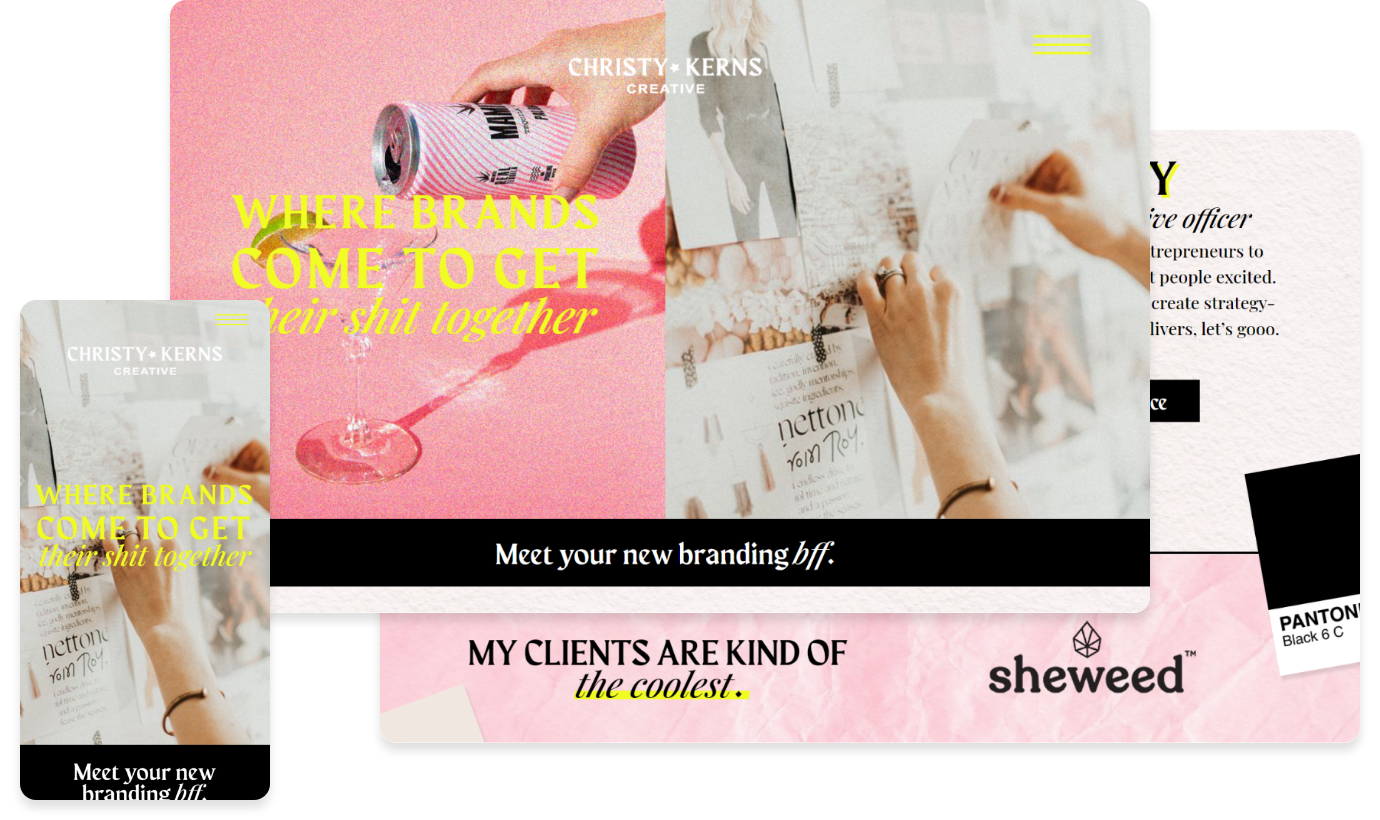 CHRISTY★KERNS
CREATIVE
WHERE BRANDS
COME TO GET
their shit together
Meet your new branding bff.
Y
ive officer
trepreneurs to
t people excited.
create strategy-
livers, let's gooo.
ce
MY CLIENTS ARE KIND OF
the coolest.
sheweed™
PANTON
Black 6 C
CHRISTY★KERNS
CREATIVE
WHERE BRANDS
COME TO GET
their shit together
Meet your new
branding bff.